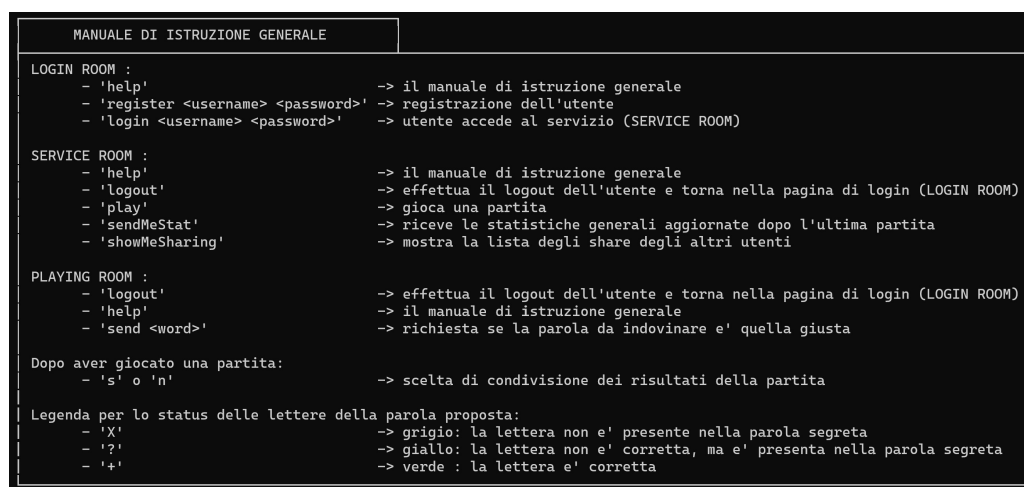 MANUALE DI ISTRUZIONE GENERALE
LOGIN ROOM :
- 'help' -> il manuale di istruzione generale
- 'register <username> <password>' -> registrazione dell'utente
- 'login <username> <password>' -> utente accede al servizio (SERVICE ROOM)
SERVICE ROOM :
- 'help' -> il manuale di istruzione generale
- 'logout' -> effettua il logout dell'utente e torna nella pagina di login (LOGIN ROOM)
- 'play' -> gioca una partita
- 'sendMeStat' -> riceve le statistiche generali aggiornate dopo l'ultima partita
- 'showMeSharing' -> mostra la lista degli share degli altri utenti
PLAYING ROOM :
- 'logout' -> effettua il logout dell'utente e torna nella pagina di login (LOGIN ROOM)
- 'help' -> il manuale di istruzione generale
- 'send <word>' -> richiesta se la parola da indovinare e' quella giusta
Dopo aver giocato una partita:
- 's' o 'n' -> scelta di condivisione dei risultati della partita
Legenda per lo status delle lettere della parola proposta:
- 'X' -> grigio: la lettera non e' presente nella parola segreta
- '?' -> giallo: la lettera non e' corretta, ma e' presenta nella parola segreta
- '+' -> verde : la lettera e' corretta